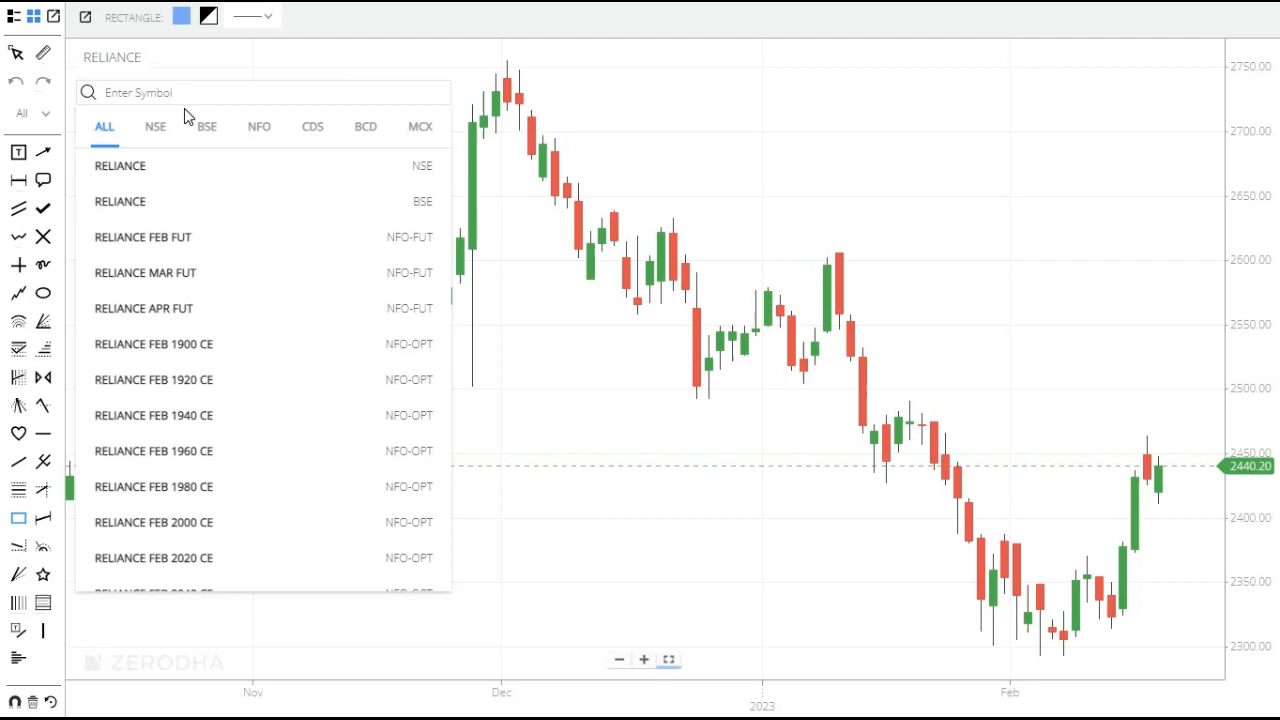 RECTANGLE:
RELIANCE
Enter Symbol
ALL NSE BSE NFO CDS BCD MCX
RELIANCE NSE
RELIANCE BSE
RELIANCE FEB FUT NFO-FUT
RELIANCE MAR FUT NFO-FUT
RELIANCE APR FUT NFO-FUT
RELIANCE FEB 1900 CE NFO-OPT
RELIANCE FEB 1920 CE NFO-OPT
RELIANCE FEB 1940 CE NFO-OPT
RELIANCE FEB 1960 CE NFO-OPT
RELIANCE FEB 1980 CE NFO-OPT
RELIANCE FEB 2000 CE NFO-OPT
RELIANCE FEB 2020 CE NFO-OPT
All
T
T
2750.00
2700.00
2650.00
2600.00
2550.00
2500.00
2450.00
2440.20
2400.00
2350.00
2300.00
ZERODHA
Nov Dec Feb
2023